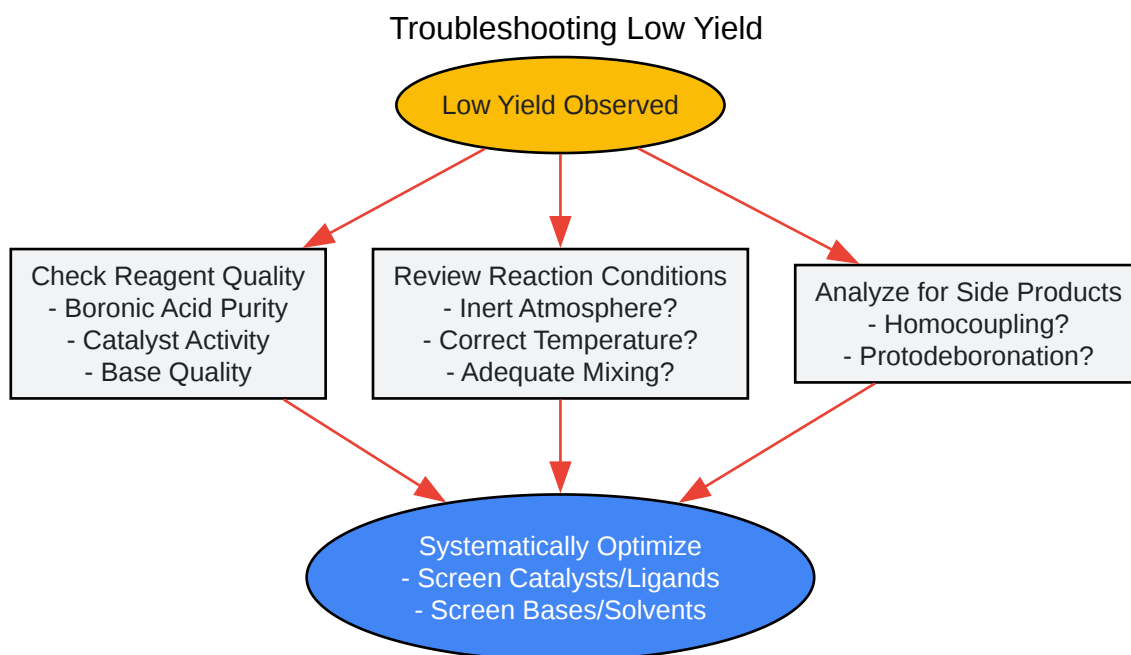 Troubleshooting Low Yield
Low Yield Observed
Check Reagent Quality
- Boronic Acid Purity
- Catalyst Activity
- Base Quality
Review Reaction Conditions
- Inert Atmosphere?
- Correct Temperature?
- Adequate Mixing?
Analyze for Side Products
- Homocoupling?
- Protodeboronation?
Systematically Optimize
- Screen Catalysts/Ligands
- Screen Bases/Solvents